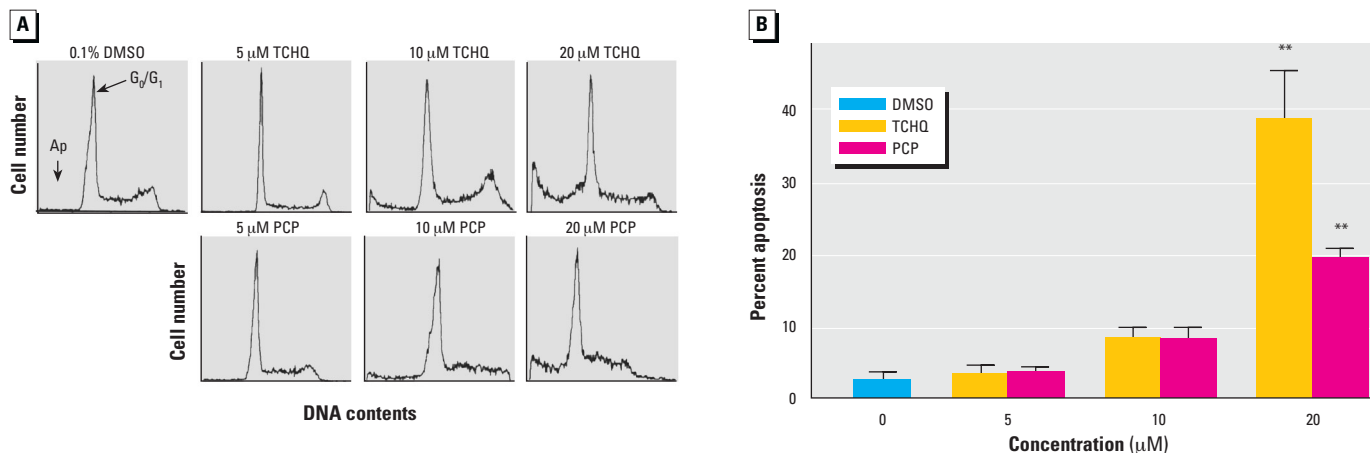 A
0.1% DMSO
5 μM TCHQ
10 μM TCHQ
20 μM TCHQ
G0/G1
Ap
Cell number
5 μM PCP
10 μM PCP
20 μM PCP
Cell number
DNA contents
B
**
DMSO
TCHQ
PCP
**
40
30
20
10
0
Percent apoptosis
0
5
10
20
Concentration (μM)